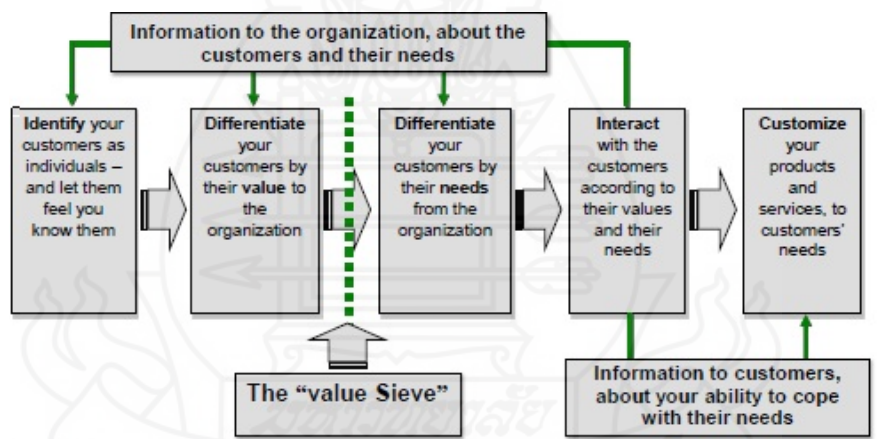 Information to the organization, about the
customers and their needs
Identify your
customers as
individuals –
and let them
feel you
know them
Differentiate
your
customers by
their value to
the
organization
Differentiate
your
customers by
their needs
from the
organization
Interact
with the
customers
according to
their values
and their
needs
Customize
your
products
and
services, to
customers'
needs
The “value Sieve”
Information to customers,
about your ability to cope
with their needs